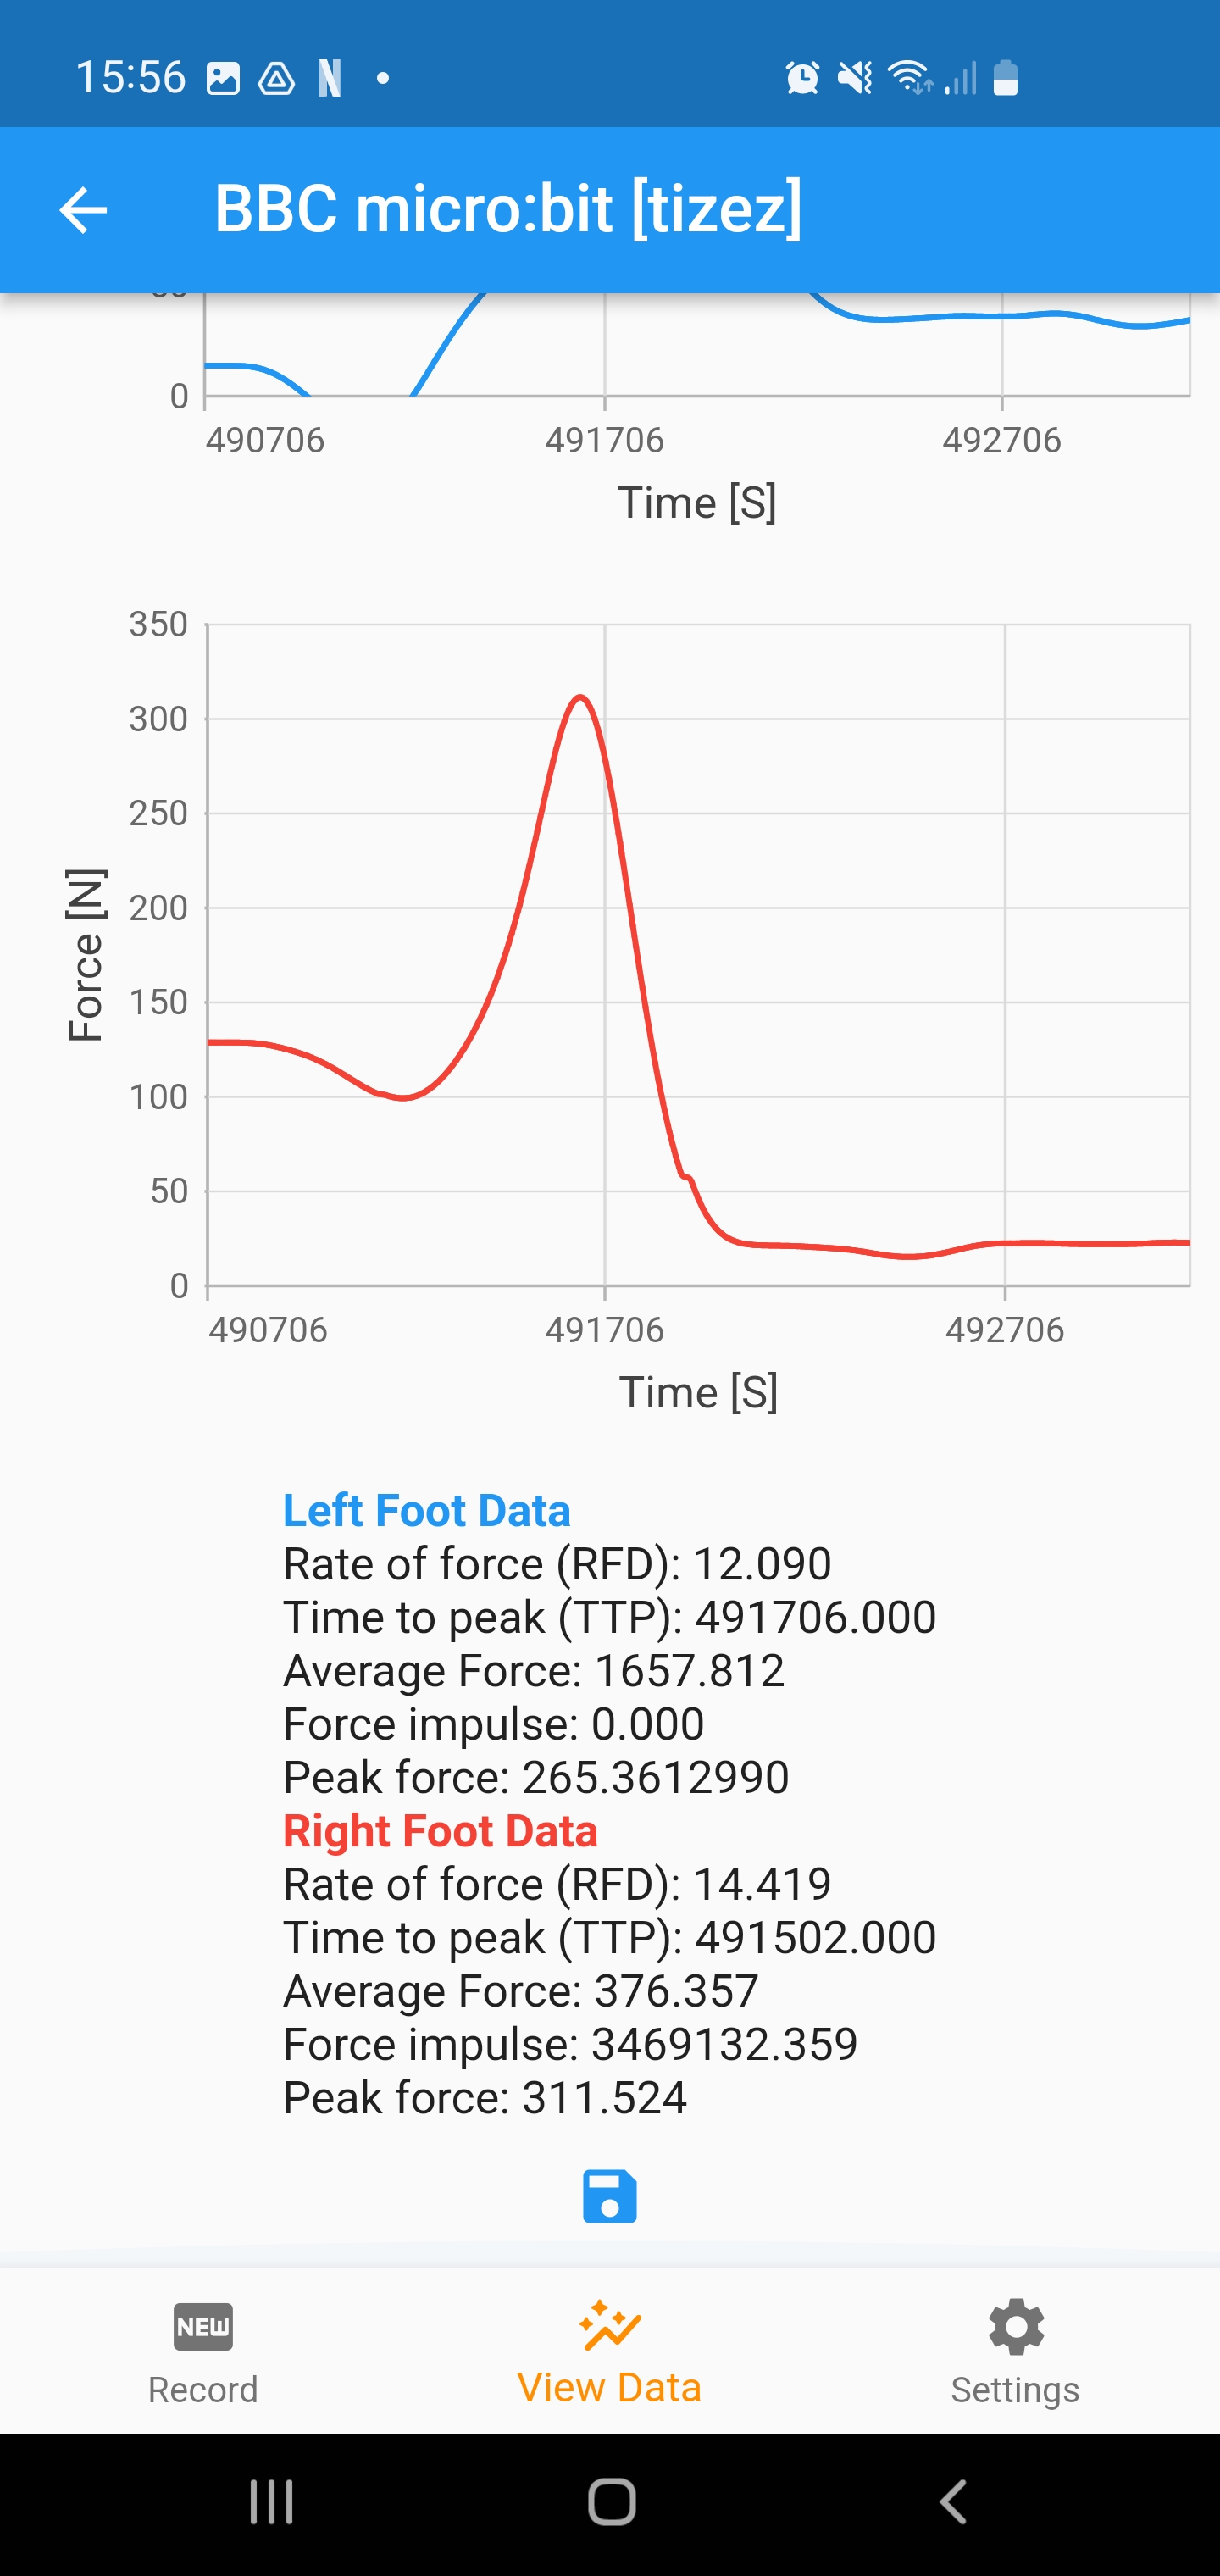 15:56
BBC micro:bit [tizez]
0
490706 491706 492706
Time [S]
350
300
250
200
150
100
50
0
Force [N]
490706 491706 492706
Time [S]
Left Foot Data
Rate of force (RFD): 12.090
Time to peak (TTP): 491706.000
Average Force: 1657.812
Force impulse: 0.000
Peak force: 265.3612990
Right Foot Data
Rate of force (RFD): 14.419
Time to peak (TTP): 491502.000
Average Force: 376.357
Force impulse: 3469132.359
Peak force: 311.524
NEW
Record View Data Settings